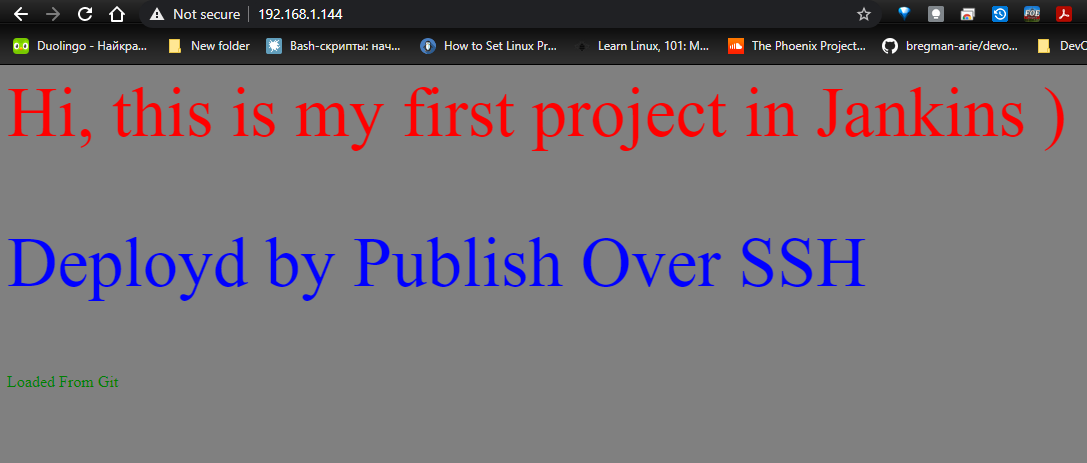 Not secure | 192.168.1.144
Duolingo - Найкра... New folder Bash-скрипты: нач... How to Set Linux Pr... Learn Linux, 101: M... The Phoenix Project... bregman-arie/devo... DevO
Hi, this is my first project in Jankins )
Deployd by Publish Over SSH
Loaded From Git